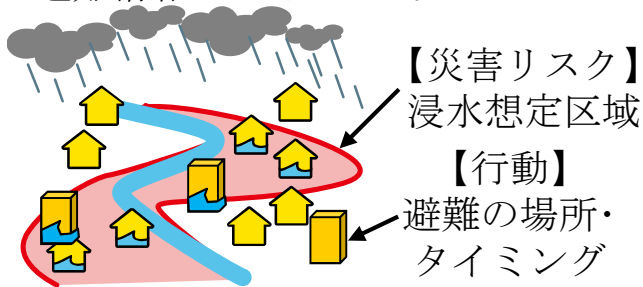 【災害リスク】
浸水想定区域
【行動】
避難の場所・
タイミング